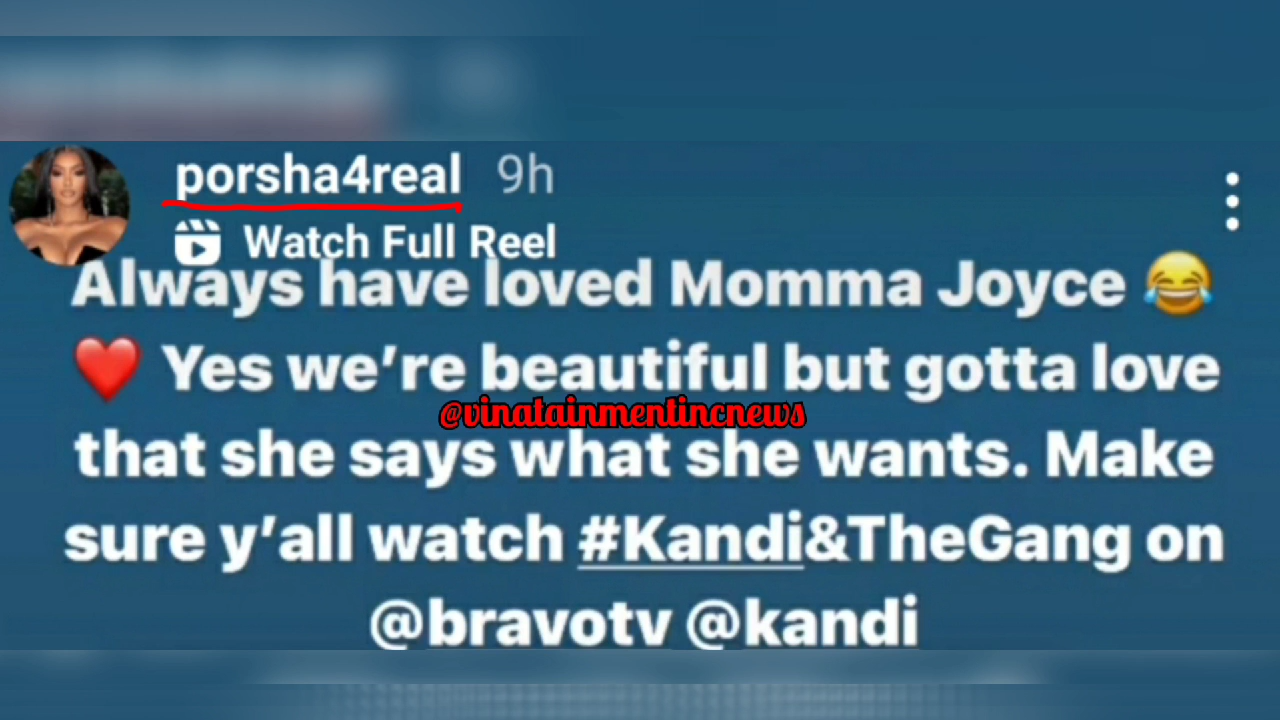 porsha4real 9h
Watch Full Reel
Always have loved Momma Joyce 😂
❤️ Yes we’re beautiful but gotta love
@vinatainmentincnews
that she says what she wants. Make
sure y’all watch #Kandi&TheGang on
@bravotv @kandi